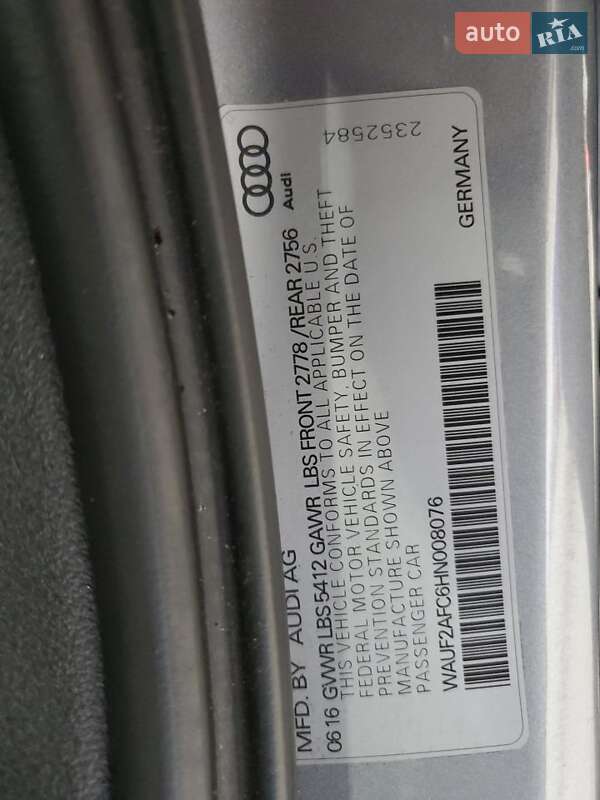 auto RIA .com
2352584
Audi
MFD. BY AUDI AG
06 16 GVWR LBS 5412 GAWR LBS FRONT 2778 / REAR 2756
THIS VEHICLE CONFORMS TO ALL APPLICABLE U S.
FEDERAL MOTOR VEHICLE SAFETY, BUMPER AND THEFT
PREVENTION STANDARDS IN EFFECT ON THE DATE OF
MANUFACTURE SHOWN ABOVE
PASSENGER CAR
WAUF2AFC6HN008076
GERMANY